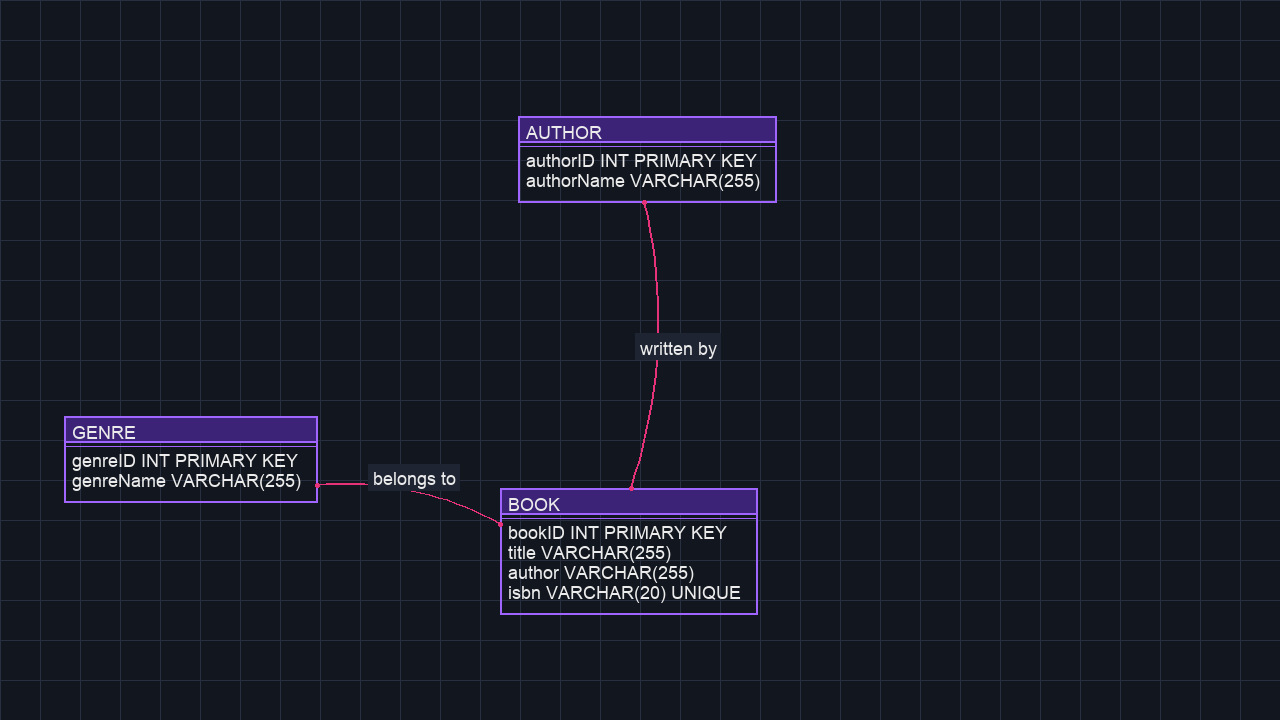 AUTHOR
authorID INT PRIMARY KEY
authorName VARCHAR(255)
written by
GENRE
genreID INT PRIMARY KEY
genreName VARCHAR(255)
belongs to
BOOK
bookID INT PRIMARY KEY
title VARCHAR(255)
author VARCHAR(255)
isbn VARCHAR(20) UNIQUE